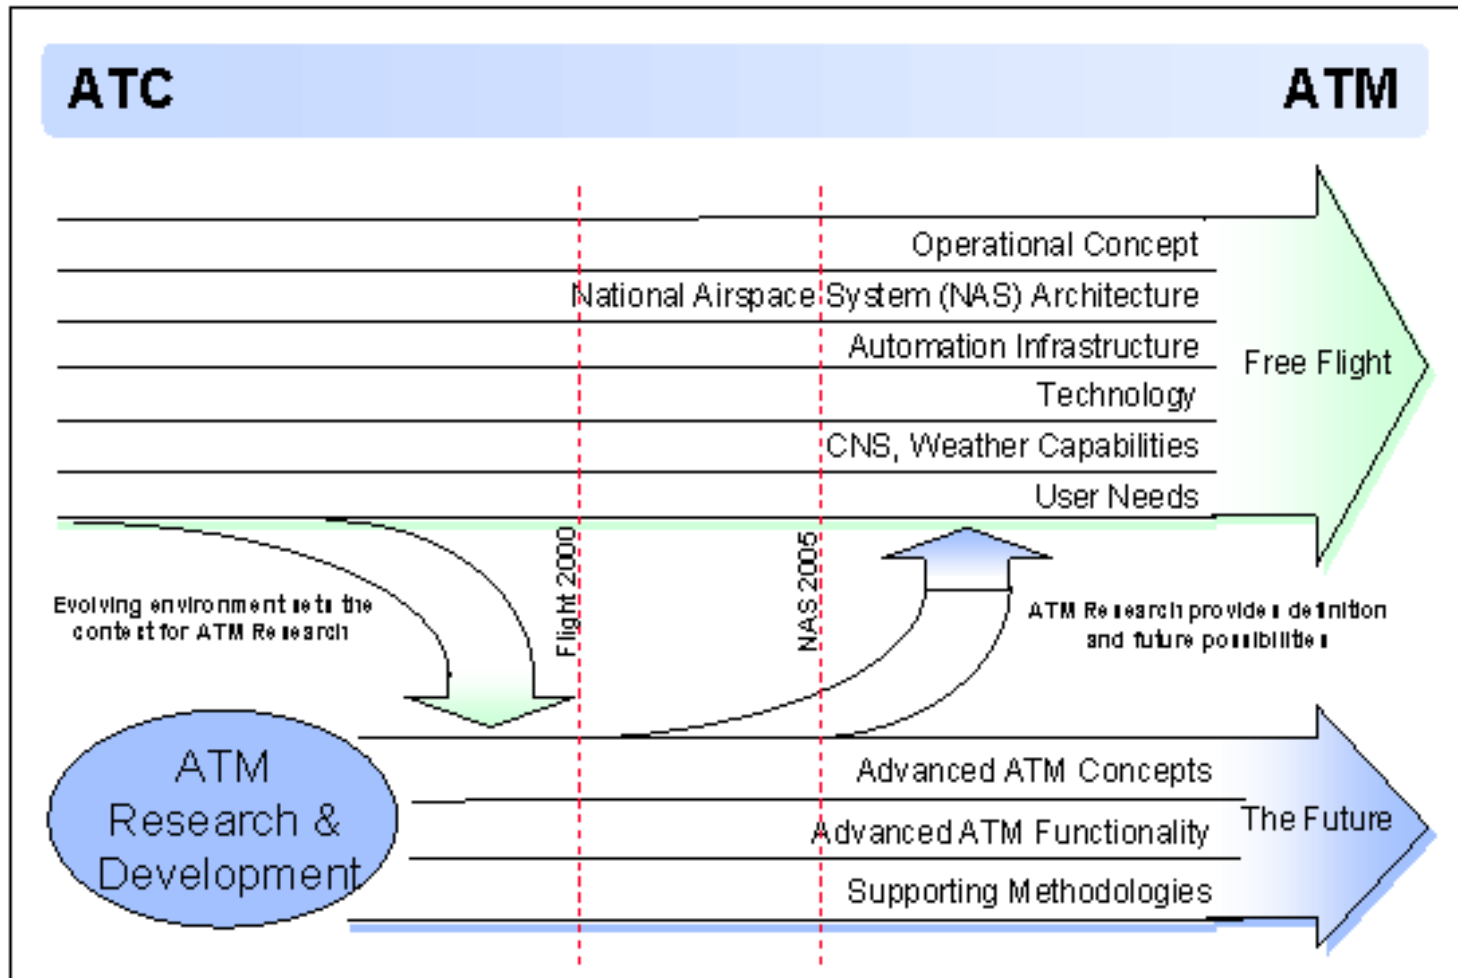 ATC
ATM
Operational Concept
National Airspace System (NAS) Architecture
Automation Infrastructure
Technology
CNS, Weather Capabilities
User Needs
Free Flight
Flight 2000
NAS 2005
Evolving environment sets the
context for ATM Research
ATM Research provides definition
and future possibilities
ATM
Research &
Development
Advanced ATM Concepts
Advanced ATM Functionality
Supporting Methodologies
The Future